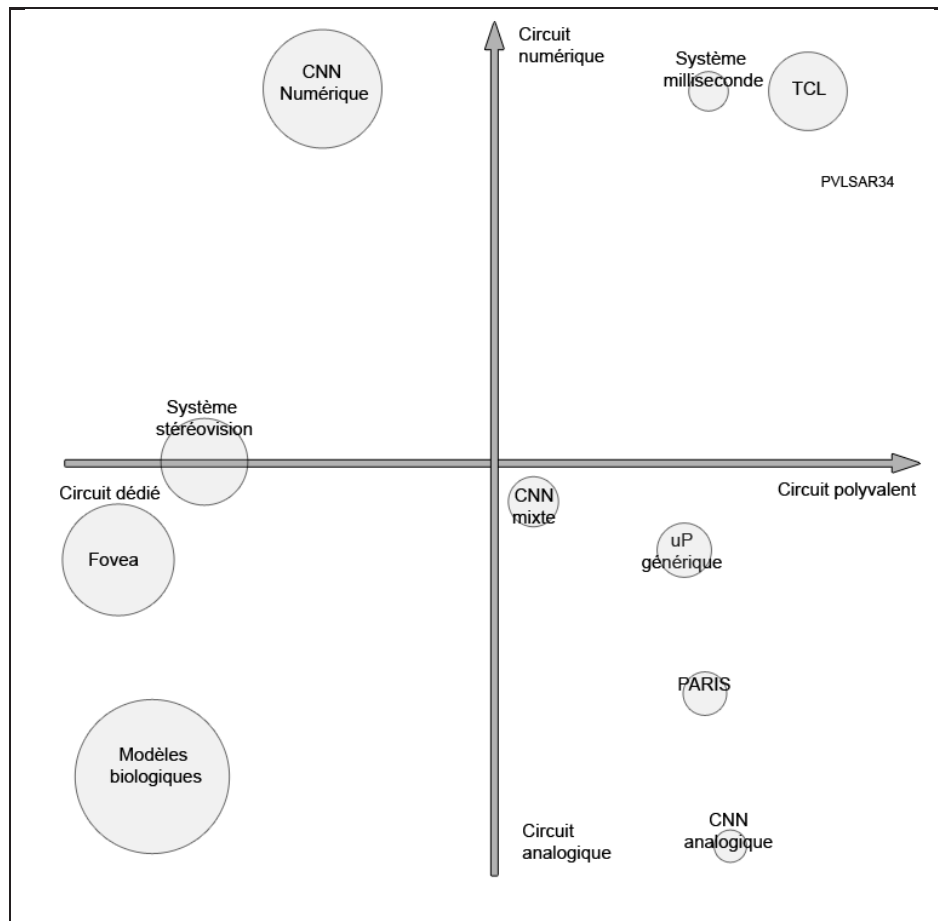 Circuit
numérique
CNN
Numérique
Système
milliseconde
TCL
PVLSAR34
Système
stéréovision
Circuit dédié
Circuit polyvalent
CNN
mixte
Fovea
uP
générique
PARIS
Modèles
biologiques
CNN
analogique
Circuit
analogique